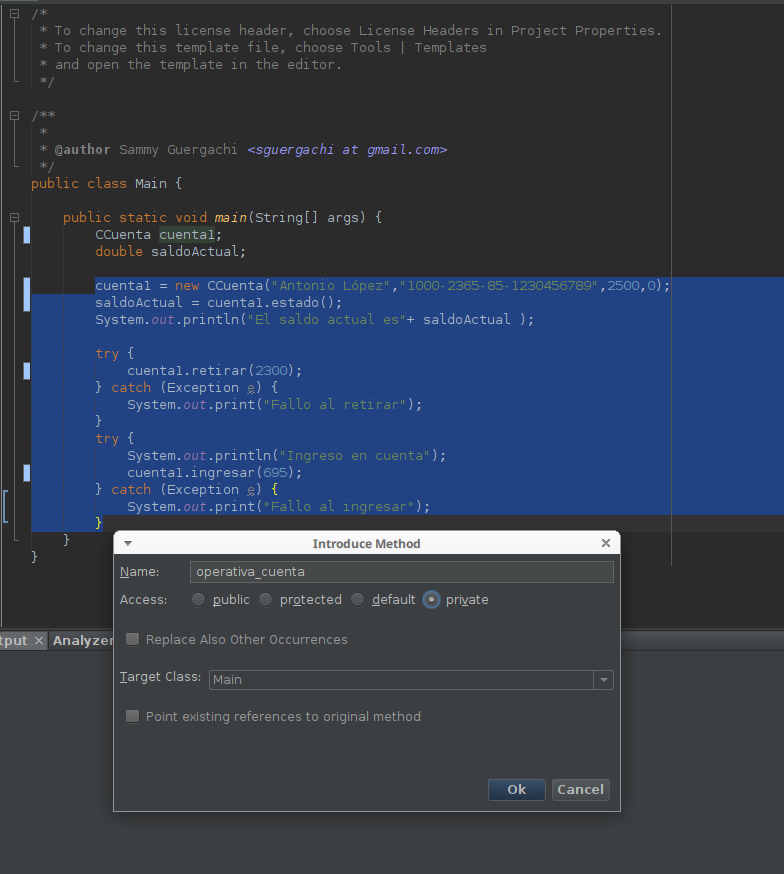 /*
* To change this license header, choose License Headers in Project Properties.
* To change this template file, choose Tools | Templates
* and open the template in the editor.
*/
/**
*
* @author Sammy Guergachi <sguergachi at gmail.com>
*/
public class Main {
public static void main(String[] args) {
CCuenta cuenta1;
double saldoActual;
cuenta1 = new CCuenta("Antonio López","1000-2365-85-1230456789",2500,0);
saldoActual = cuenta1.estado();
System.out.println("El saldo actual es"+ saldoActual );
try {
cuenta1.retirar(2300);
} catch (Exception e) {
System.out.print("Fallo al retirar");
}
try {
System.out.println("Ingreso en cuenta");
cuenta1.ingresar(695);
} catch (Exception e) {
System.out.print("Fallo al ingresar");
}
}
}
Introduce Method
Name: operativa_cuenta
Access: public protected default private
Replace Also Other Occurrences
Target Class: Main
Point existing references to original method
Ok Cancel
tput × Analyzer